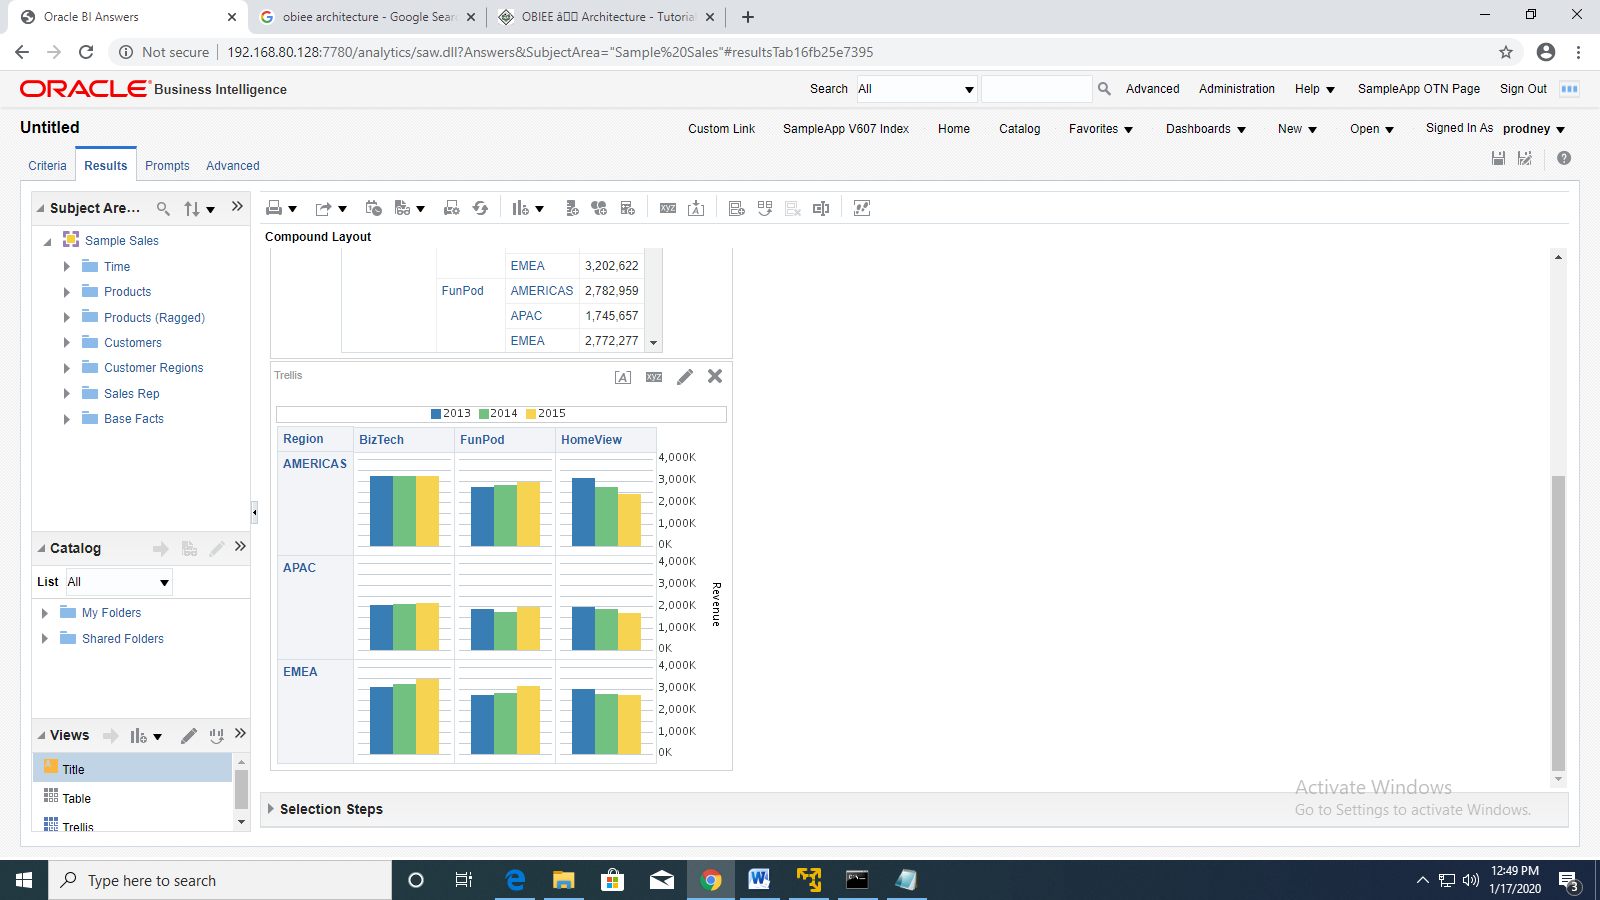 Oracle BI Answers
obiee architecture - Google Sear
OBIEE â Architecture - Tutorial
Not secure
192.168.80.128:7780/analytics/saw.dll?Answers&SubjectArea="Sample%20Sales"#resultsTab16fb25e7395
ORACLE Business Intelligence
Search All Advanced Administration Help SampleApp OTN Page Sign Out
Untitled
Custom Link SampleApp V607 Index Home Catalog Favorites Dashboards New Open Signed In As prodney
Criteria Results Prompts Advanced
Subject Are...
Sample Sales
Time
Products
Products (Ragged)
Customers
Customer Regions
Sales Rep
Base Facts
Catalog
List All
My Folders
Shared Folders
Views
Title
Table
Trellis
Compound Layout
EMEA 3,202,622
FunPod AMERICAS 2,782,959
APAC 1,745,657
EMEA 2,772,277
Trellis
2013 2014 2015
Region BizTech FunPod HomeView
AMERICAS
4,000K
3,000K
2,000K
1,000K
0K
APAC
4,000K
3,000K
2,000K
1,000K
0K
EMEA
4,000K
3,000K
2,000K
1,000K
0K
Revenue
Selection Steps
Activate Windows
Go to Settings to activate Windows.
Type here to search
12:49 PM
1/17/2020
3